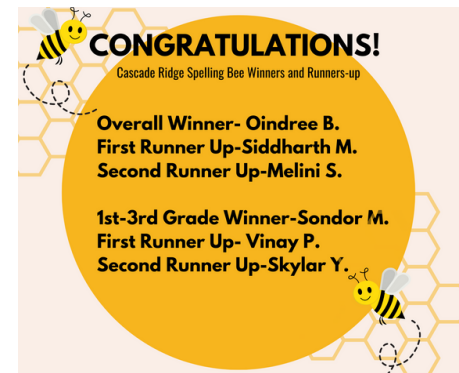 CONGRATULATIONS!
Cascade Ridge Spelling Bee Winners and Runners-up
Overall Winner- Oindree B.
First Runner Up-Siddharth M.
Second Runner Up-Melini S.
1st-3rd Grade Winner-Sondor M.
First Runner Up- Vinay P.
Second Runner Up-Skylar Y.